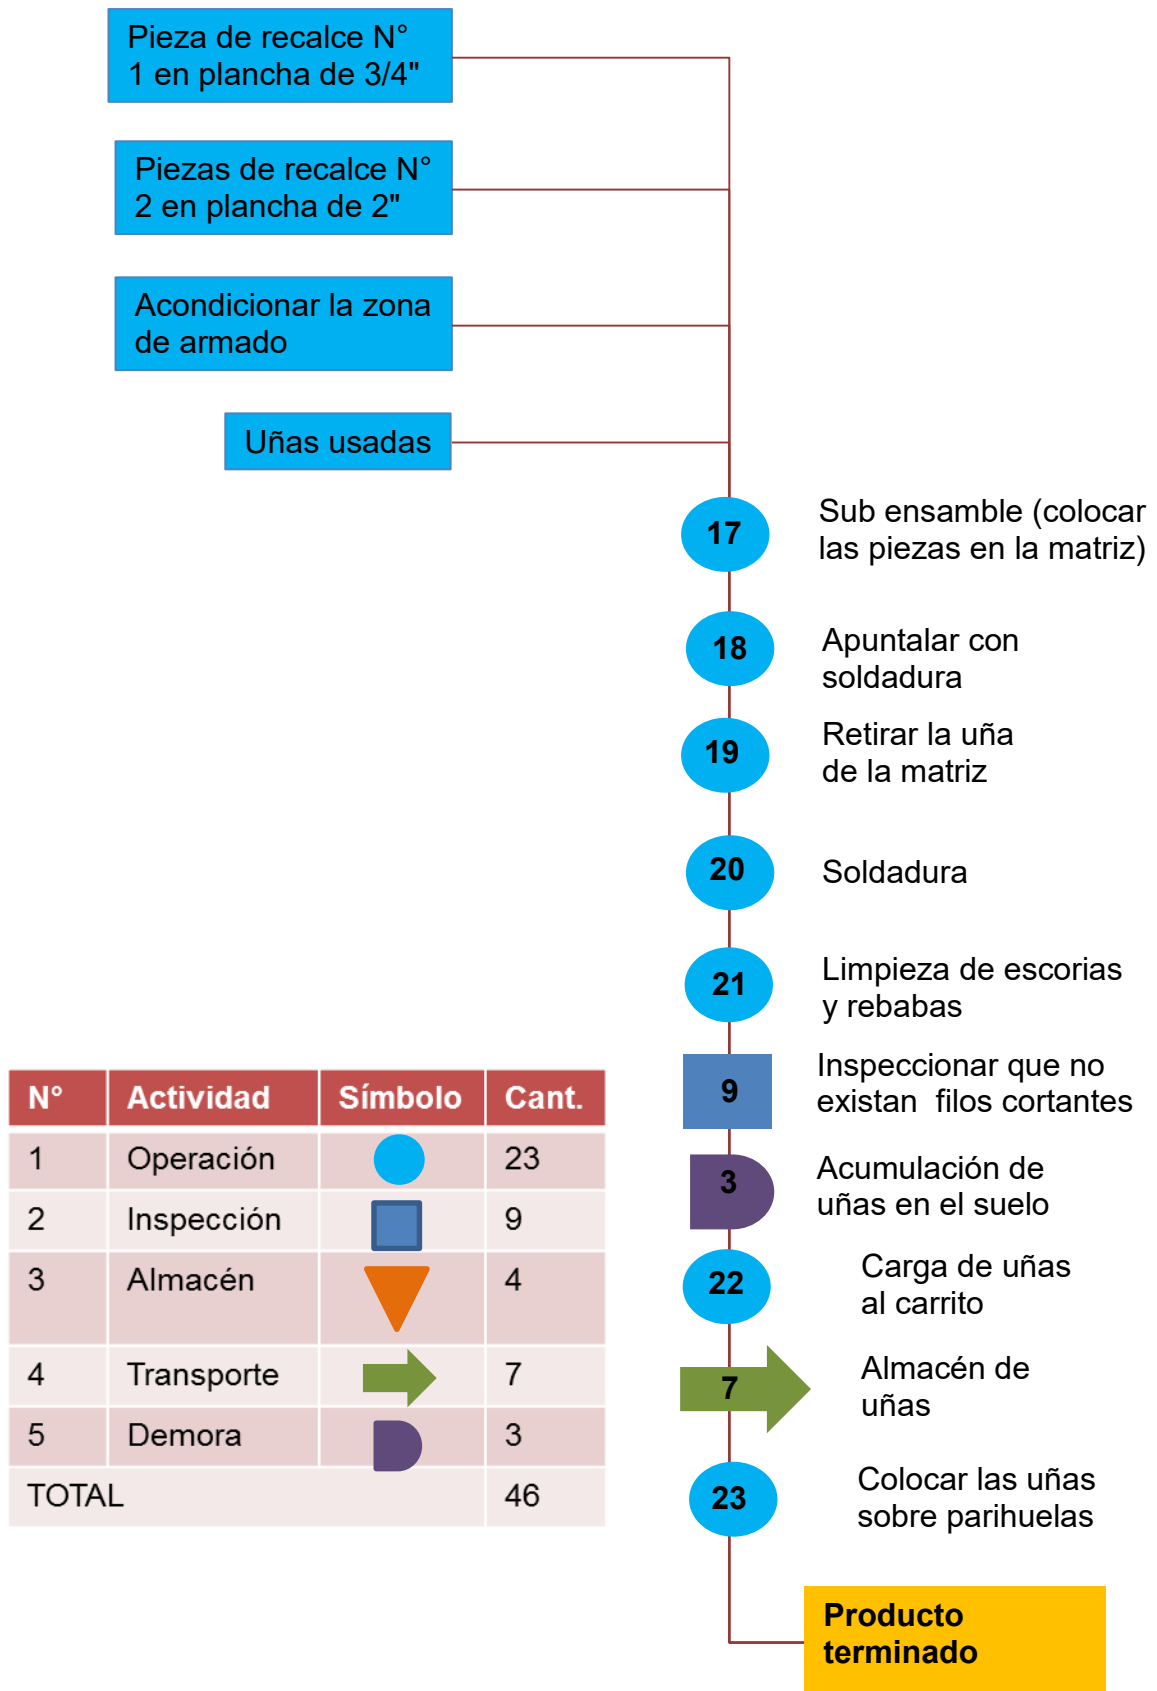 Pieza de recalce N°
1 en plancha de 3/4"
Piezas de recalce N°
2 en plancha de 2"
Acondicionar la zona
de armado
Uñas usadas
17
Sub ensamble (colocar
las piezas en la matriz)
18
Apuntalar con
soldadura
19
Retirar la uña
de la matriz
20
Soldadura
21
Limpieza de escorias
y rebabas
9
Inspeccionar que no
existan  filos cortantes
3
Acumulación de
uñas en el suelo
22
Carga de uñas
al carrito
7
Almacén de
uñas
23
Colocar las uñas
sobre parihuelas
Producto
terminado
N° Actividad Símbolo Cant.
1 Operación 23
2 Inspección 9
3 Almacén 4
4 Transporte 7
5 Demora 3
TOTAL 46